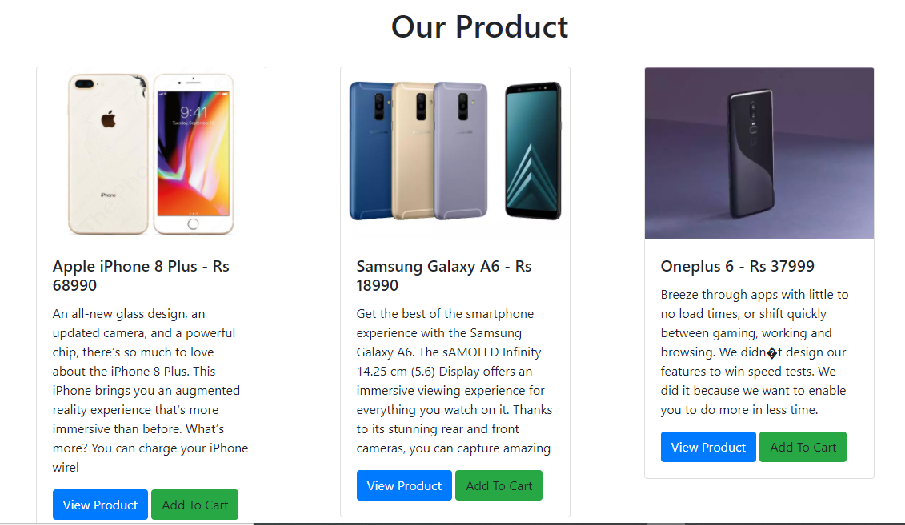 Our Product
9:41
iPhone
Apple iPhone 8 Plus - Rs
68990
An all-new glass design, an
updated camera, and a powerful
chip, there's so much to love
about the iPhone 8 Plus. This
iPhone brings you an augmented
reality experience that's more
immersive than before. What's
more? You can charge your iPhone
wirel
View Product
Add To Cart
Samsung Galaxy A6 - Rs
18990
Get the best of the smartphone
experience with the Samsung
Galaxy A6. The sAMOLED Infinity
14.25 cm (5.6) Display offers an
immersive viewing experience for
everything you watch on it. Thanks
to its stunning rear and front
cameras, you can capture amazing
View Product
Add To Cart
Oneplus 6 - Rs 37999
Breeze through apps with little to
no load times, or shift quickly
between gaming, working and
browsing. We didn�t design our
features to win speed tests. We
did it because we want to enable
you to do more in less time.
View Product
Add To Cart